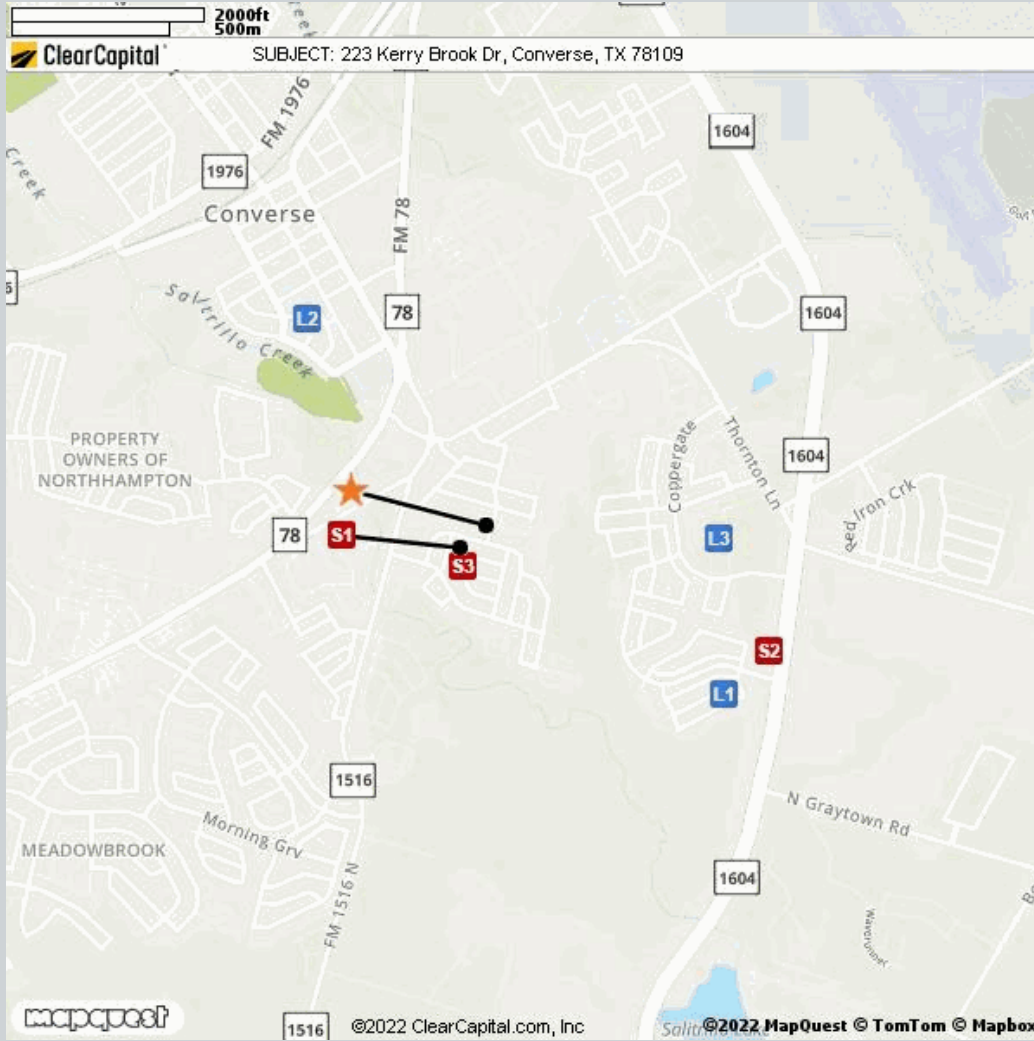 2000ft
500m
ClearCapital
SUBJECT: 223 Kerry Brook Dr, Converse, TX 78109
FM 1976
1604
Creek
1976
Converse
FM 78
L2
78
1604
Salitrillo Creek
PROPERTY
OWNERS OF
NORTHHAMPTON
Coppergate
Thornton Ln
1604
Red Iron Crk
78
S1
L3
S3
S2
L1
1516
N Graytown Rd
Morning Grv
MEADOWBROOK
1604
FM 1516 N
mapquest
1516
©2022 ClearCapital.com, Inc
©2022 MapQuest © TomTom © Mapbox